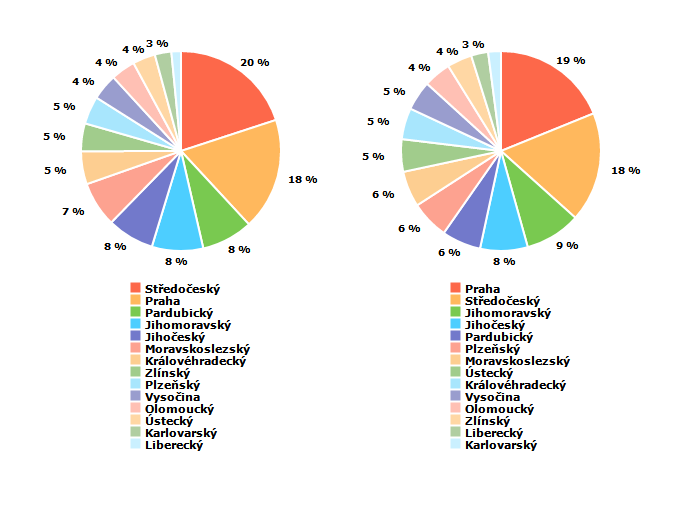 20 %
18 %
8 %
8 %
8 %
7 %
5 %
5 %
5 %
4 %
4 %
4 %
3 %
Středočeský
Praha
Pardubický
Jihomoravský
Jihočeský
Moravskoslezský
Královéhradecký
Zlínský
Plzeňský
Vysočina
Olomoucký
Ústecký
Karlovarský
Liberecký
19 %
18 %
9 %
8 %
6 %
6 %
6 %
5 %
5 %
5 %
4 %
4 %
3 %
Praha
Středočeský
Jihomoravský
Jihočeský
Pardubický
Plzeňský
Moravskoslezský
Ústecký
Královéhradecký
Vysočina
Olomoucký
Zlínský
Liberecký
Karlovarský